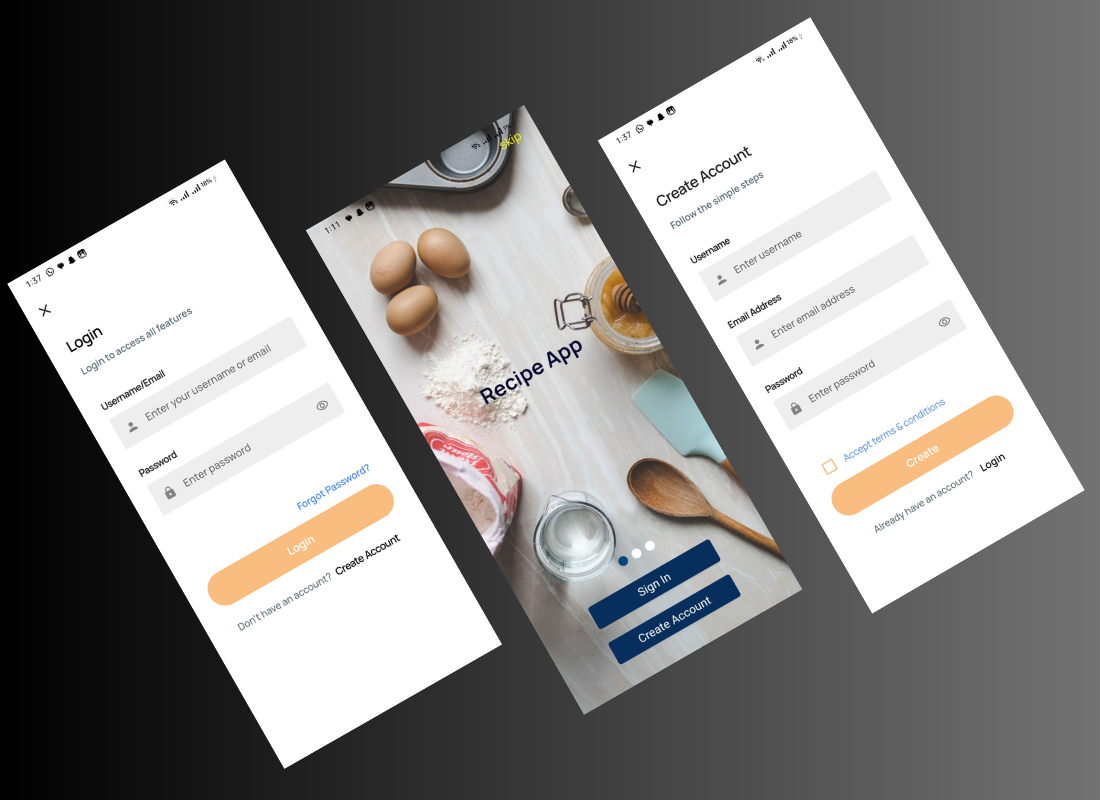 1:37
18%
Login
Login to access all features
Username/Email
Enter your username or email
Password
Enter password
Forgot Password?
Login
Don't have an account? Create Account
1:11
skip
Recipe App
Sign In
Create Account
1:37
18%
Create Account
Follow the simple steps
Username
Enter username
Email Address
Enter email address
Password
Enter password
Accept terms & conditions
Create
Already have an account? Login